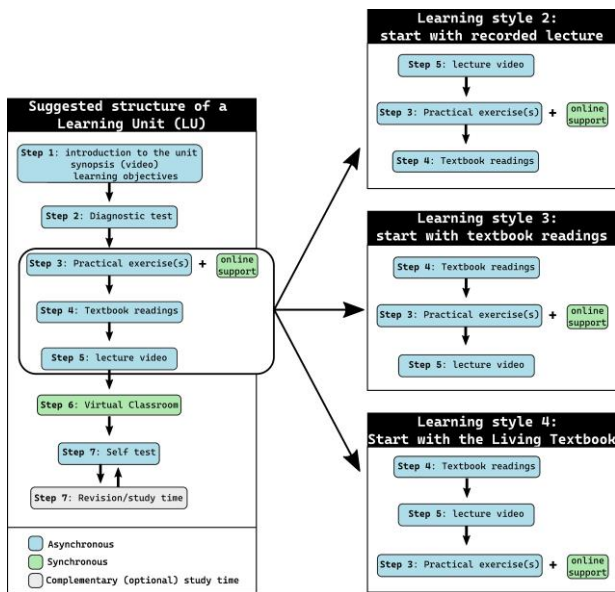 Suggested structure of a
Learning Unit (LU)
Step 1: introduction to the unit
synopsis (video)
learning objectives
Step 2: Diagnostic test
Step 3: Practical exercise(s)
+
online
support
Step 4: Textbook readings
Step 5: lecture video
Step 6: Virtual Classroom
Step 7: Self test
Step 7: Revision/study time
Asynchronous
Synchronous
Complementary (optional) study time
Learning style 2:
start with recorded lecture
Step 5: lecture video
Step 3: Practical exercise(s)
+
online
support
Step 4: Textbook readings
Learning style 3:
start with textbook readings
Step 4: Textbook readings
Step 3: Practical exercise(s)
+
online
support
Step 5: lecture video
Learning style 4:
Start with the Living Textbook
Step 4: Textbook readings
Step 5: lecture video
Step 3: Practical exercise(s)
+
online
support